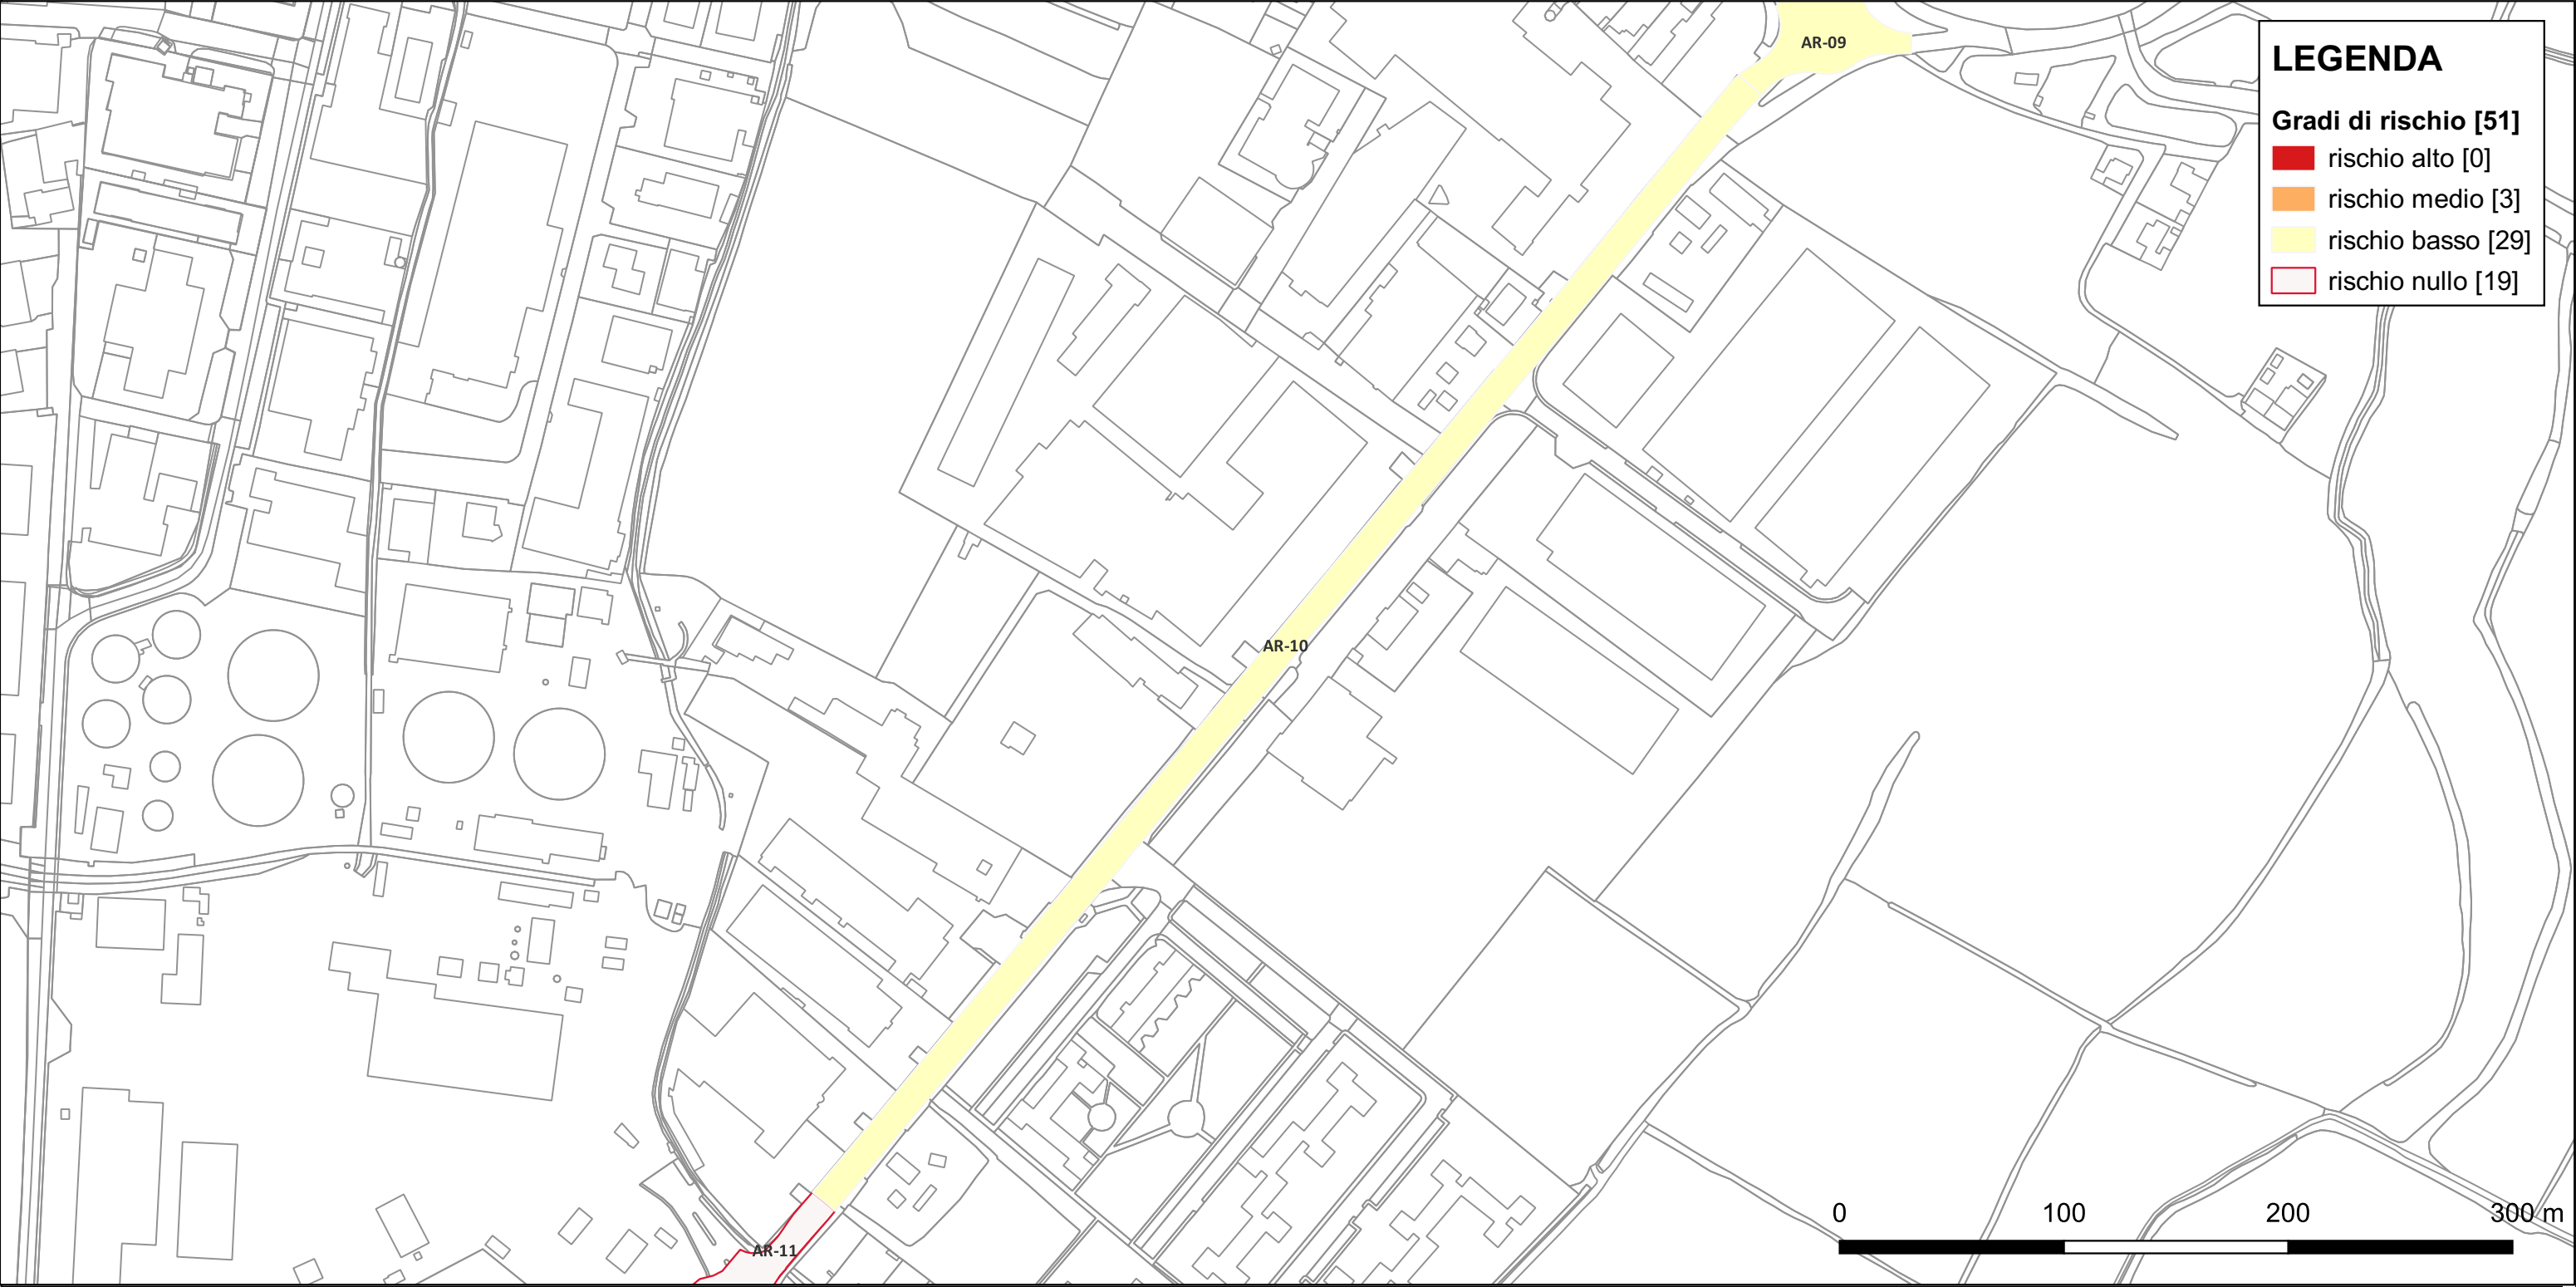 AR-09
LEGENDA
Gradi di rischio [51]
rischio alto [0]
rischio medio [3]
rischio basso [29]
rischio nullo [19]
AR-10
0 100 200 300 m
AR-11